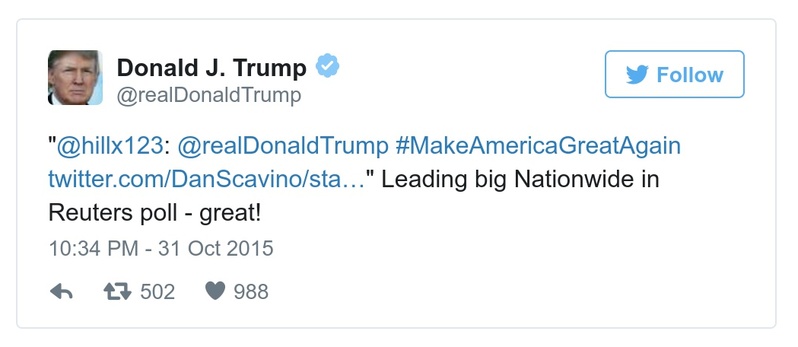 Donald J. Trump
@realDonaldTrump
Follow
"@hillx123: @realDonaldTrump #MakeAmericaGreatAgain
twitter.com/DanScavino/sta…" Leading big Nationwide in
Reuters poll - great!
10:34 PM - 31 Oct 2015
502 988